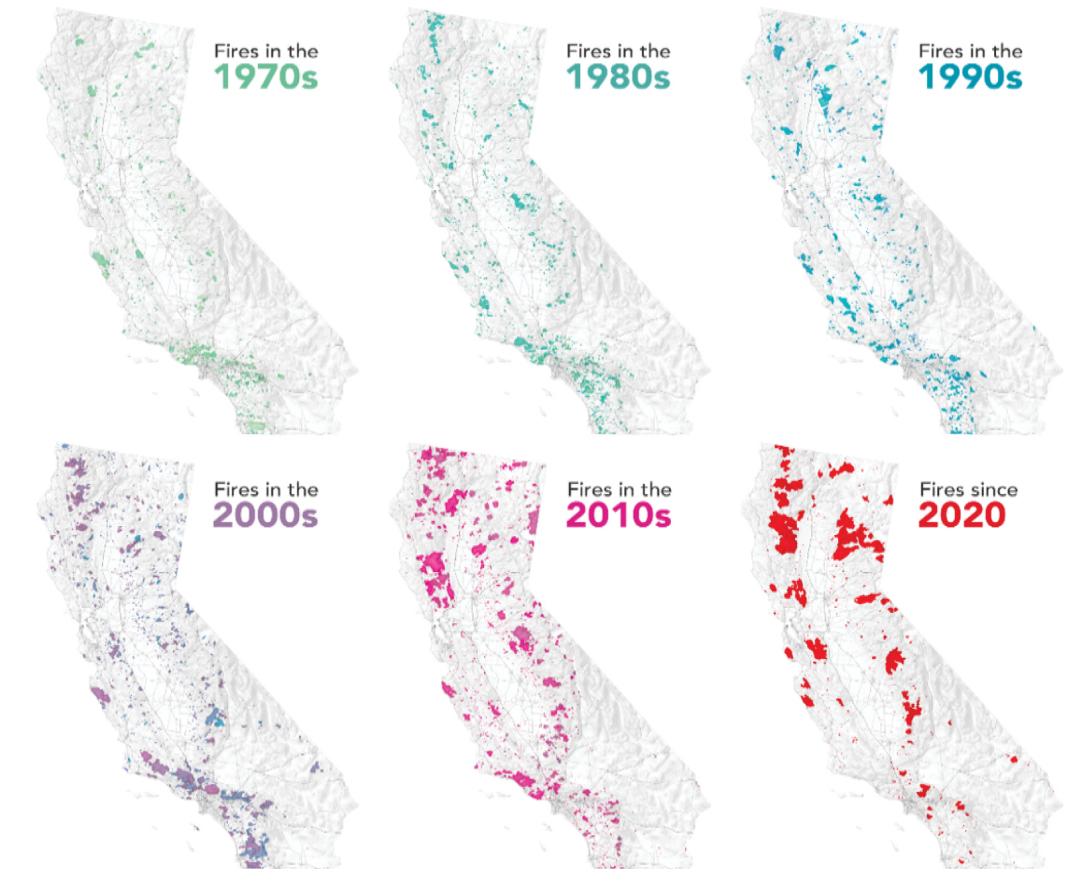 Fires in the
1970s
Fires in the
1980s
Fires in the
1990s
Fires in the
2000s
Fires in the
2010s
Fires since
2020